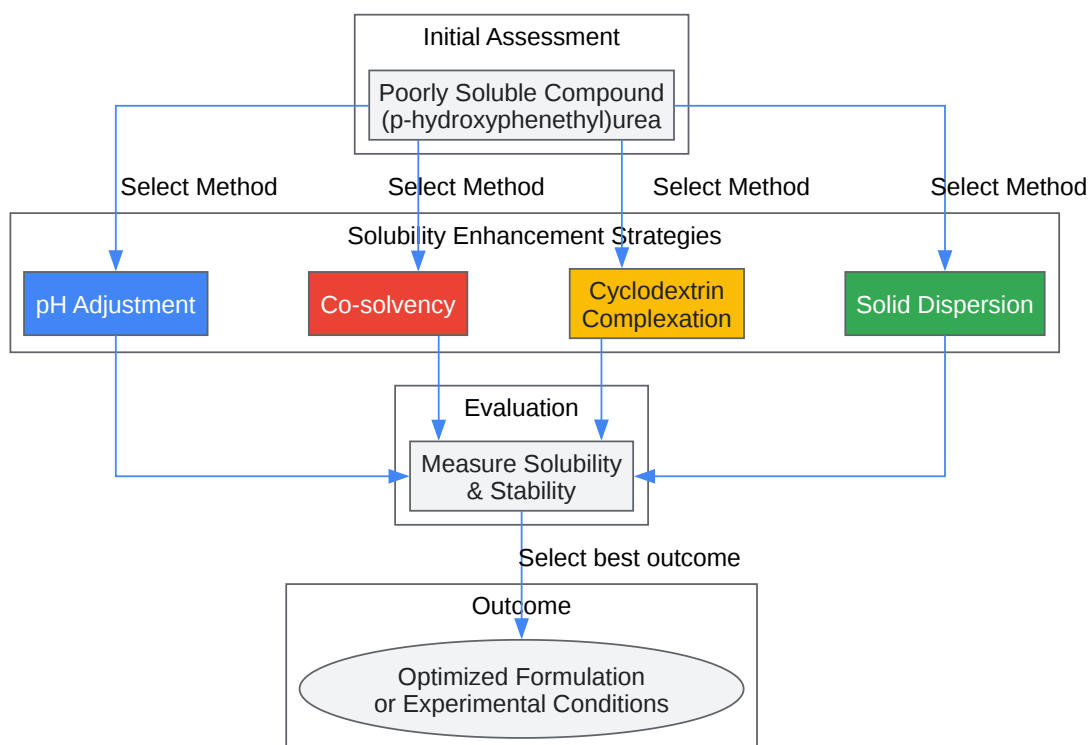 Initial Assessment
Poorly Soluble Compound
(p-hydroxyphenethyl)urea
Select Method
Select Method
Select Method
Select Method
Solubility Enhancement Strategies
pH Adjustment
Co-solvency
Cyclodextrin
Complexation
Solid Dispersion
Evaluation
Measure Solubility
& Stability
Select best outcome
Outcome
Optimized Formulation
or Experimental Conditions